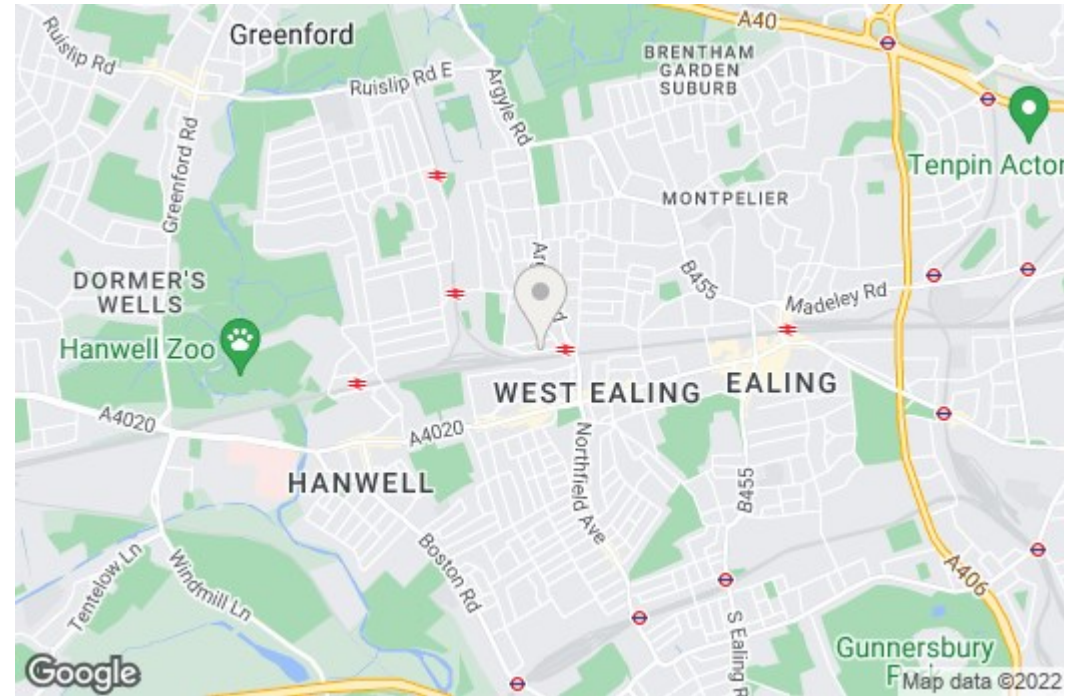 A40
Greenford
Ruislip Rd
BRENTHAM
GARDEN
SUBURB
Ruislip Rd E
Argyle Rd
Greenford Rd
Tenpin Acton
MONTPELIER
DORMER'S
WELLS
B455
Madeley Rd
Hanwell Zoo
WEST EALING
EALING
A4020
A4020
HANWELL
Northfield Ave
B455
Boston Rd
Tentelow Ln
Windmill Ln
A406
S Ealing R
Gunnersbury
Google
Map data ©2022